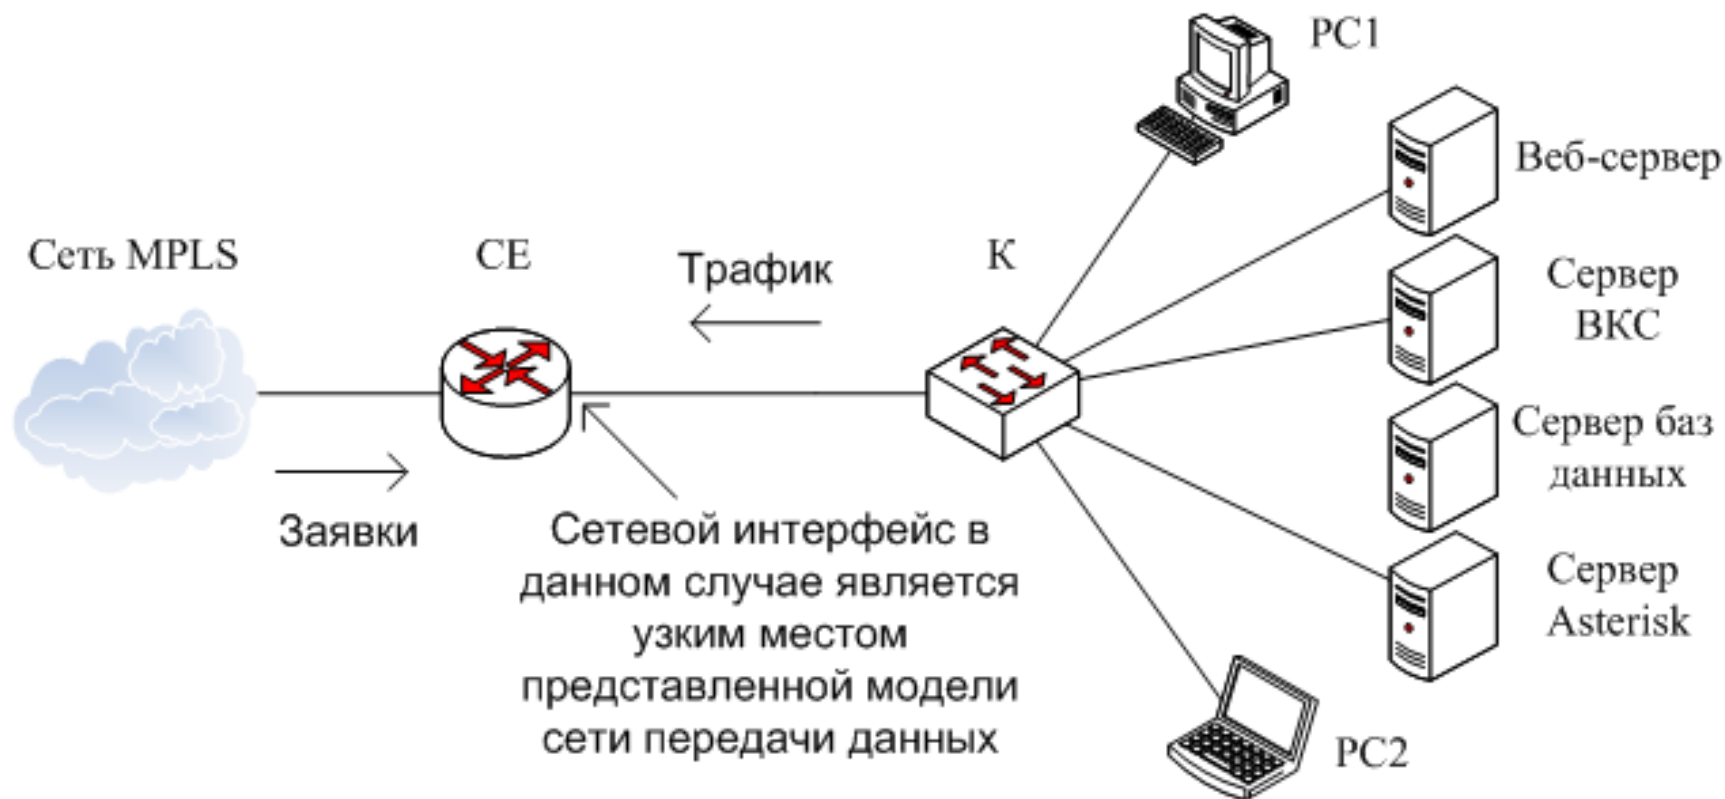 PC1
Веб-сервер
Сеть MPLS
CE
Трафик
К
Сервер
ВКС
Сервер баз
данных
Заявки
Сетевой интерфейс в
данном случае является
узким местом
представленной модели
сети передачи данных
Сервер
Asterisk
PC2